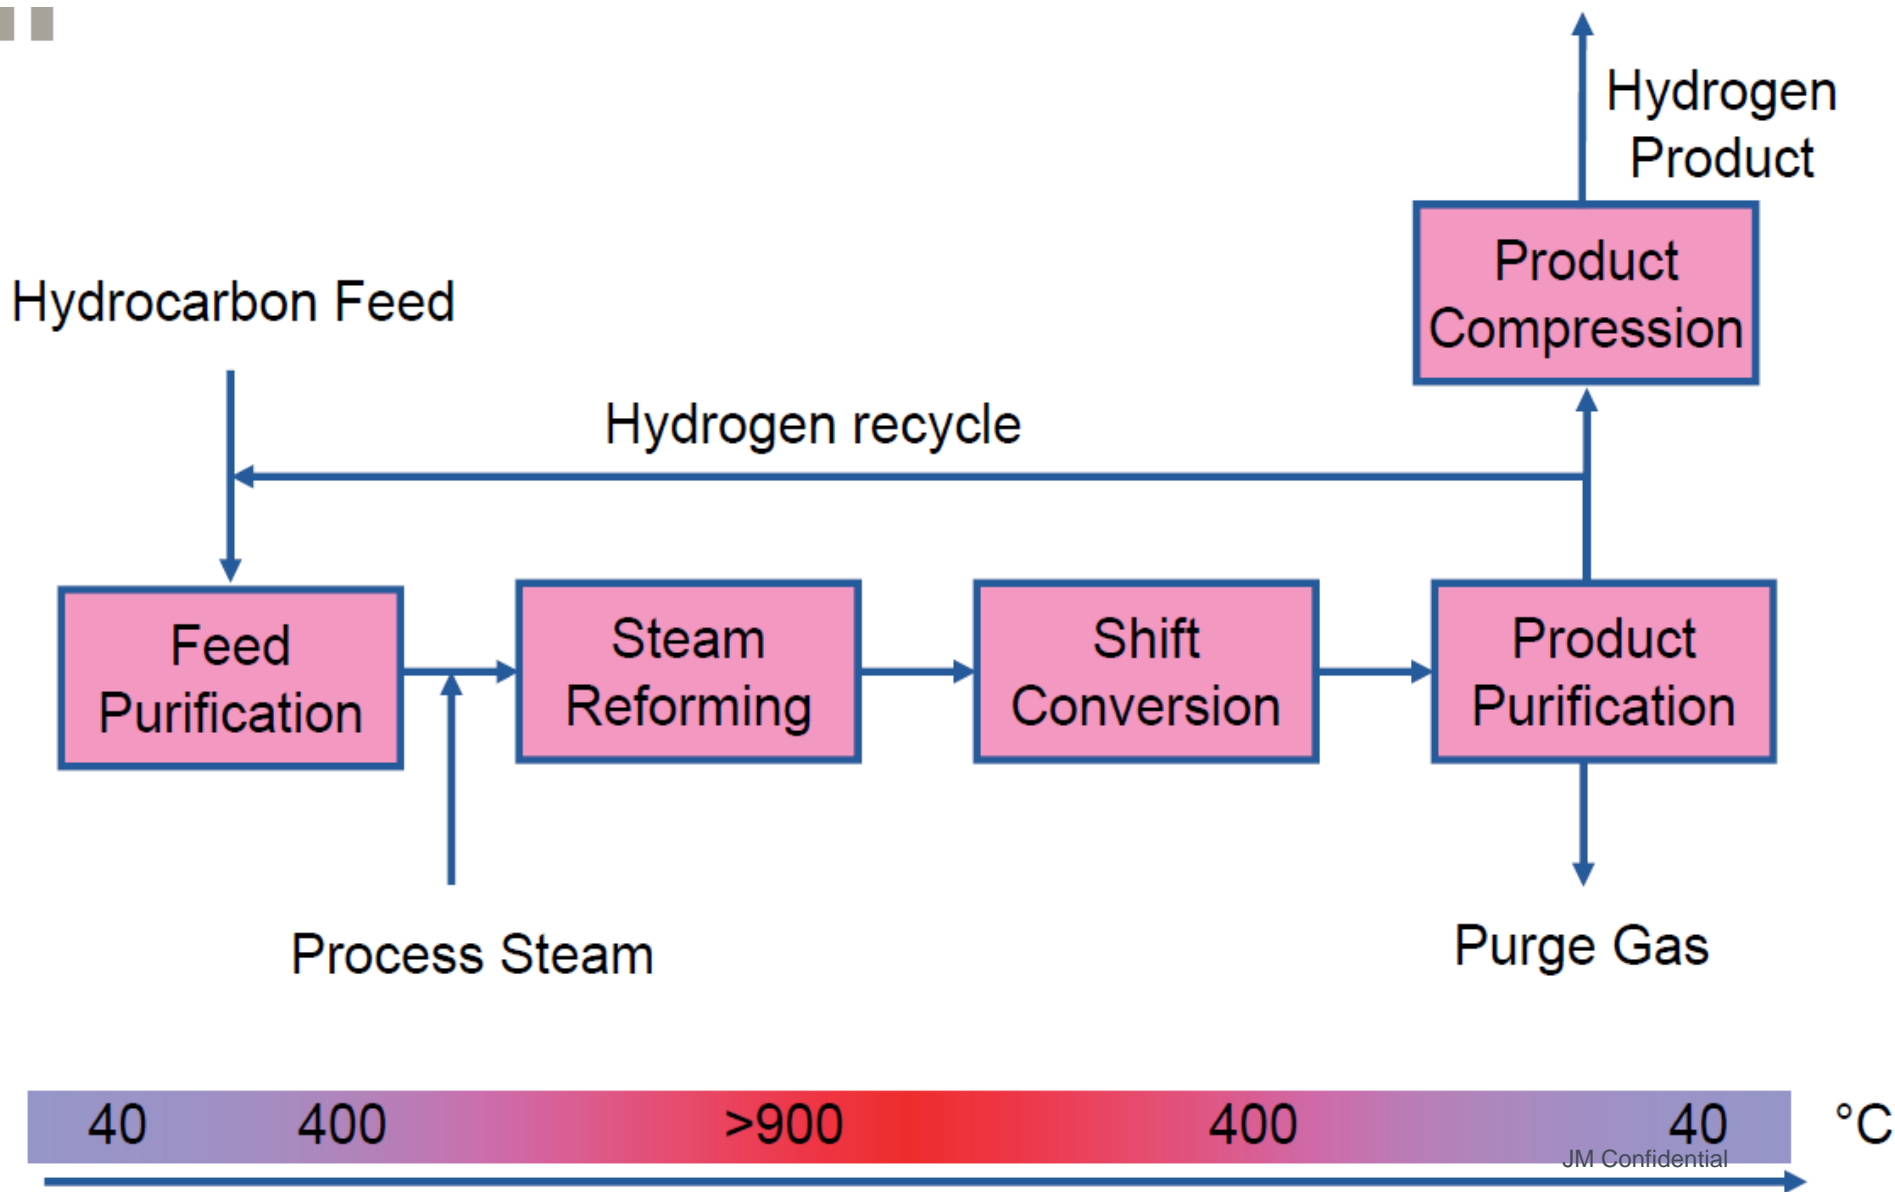 Hydrogen
Product
Product
Compression
Hydrocarbon Feed
Hydrogen recycle
Feed
Purification
Steam
Reforming
Shift
Conversion
Product
Purification
Process Steam
Purge Gas
40 400 >900 400 40 °C
JM Confidential